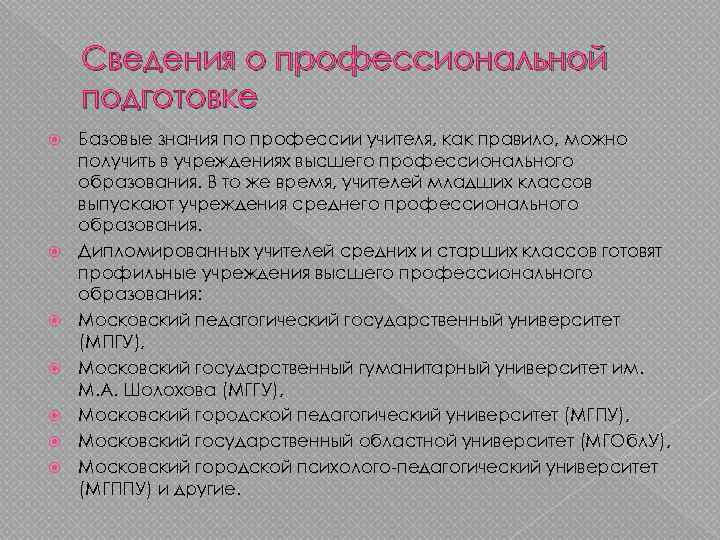 Сведения о профессиональной
подготовке
Базовые знания по профессии учителя, как правило, можно
получить в учреждениях высшего профессионального
образования. В то же время, учителей младших классов
выпускают учреждения среднего профессионального
образования.
Дипломированных учителей средних и старших классов готовят
профильные учреждения высшего профессионального
образования:
Московский педагогический государственный университет
(МПГУ),
Московский государственный гуманитарный университет им.
М. А. Шолохова (МГГУ),
Московский городской педагогический университет (МГПУ),
Московский государственный областной университет (МГОбл. У),
Московский городской психолого-педагогический университет
(МГППУ) и другие.